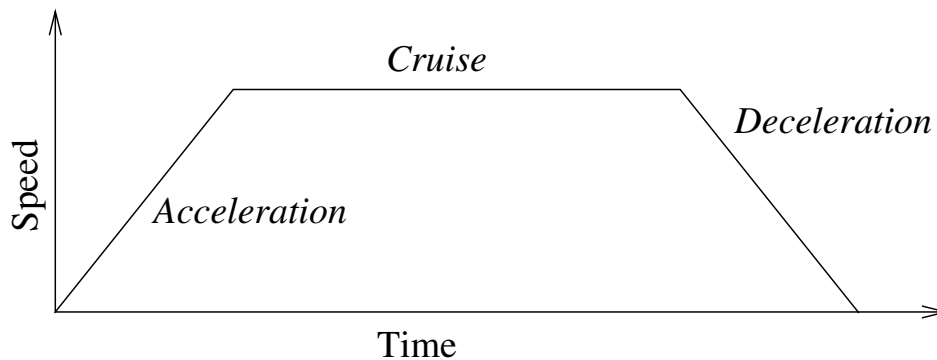 Cruise
Deceleration
Speed
Acceleration
Time